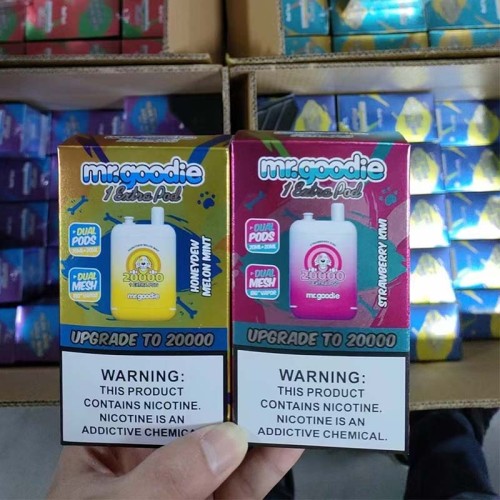 mr.goodie
1 Extra Pod
+ DUAL
PODS
+ DUAL
MESH
HONEYDEW
MELON MINT
20000
mr.goodie
UPGRADE TO 20000
WARNING:
THIS PRODUCT
CONTAINS NICOTINE.
NICOTINE IS AN
ADDICTIVE CHEMICA
mr.goodie
1 Extra Pod
+ DUAL
PODS
+ DUAL
MESH
STRAWBERRY KIWI
20000
mr.goodie
UPGRADE TO 20000
WARNING:
THIS PRODUCT
CONTAINS NICOTINE.
NICOTINE IS AN
ADDICTIVE CHEMICAL.